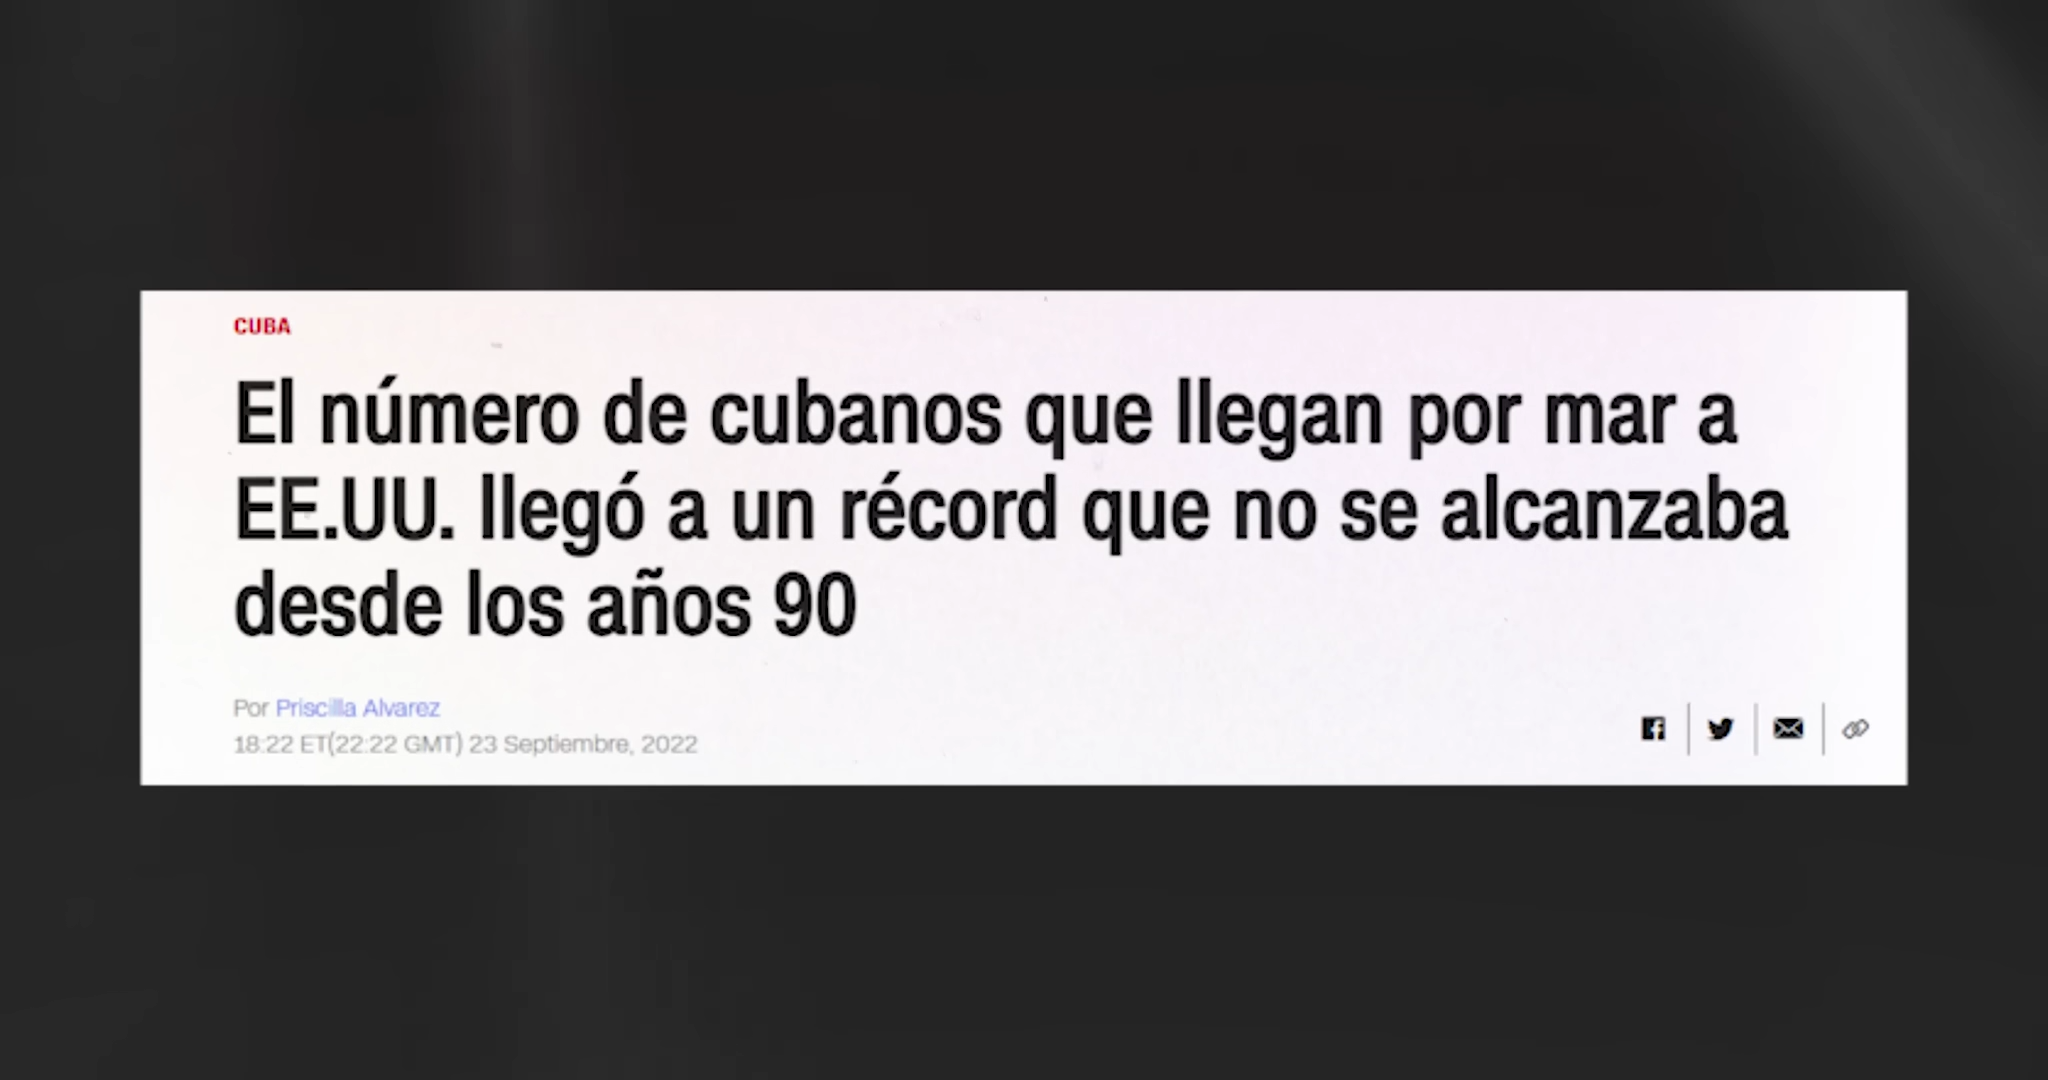 CUBA
El número de cubanos que llegan por mar a
EE.UU. llegó a un récord que no se alcanzaba
desde los años 90
Por Priscilla Alvarez
18:22 ET(22:22 GMT) 23 Septiembre, 2022